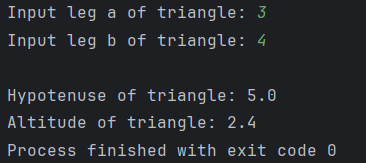 Input leg a of triangle: 3
Input leg b of triangle: 4
Hypotenuse of triangle: 5.0
Altitude of triangle: 2.4
Process finished with exit code 0